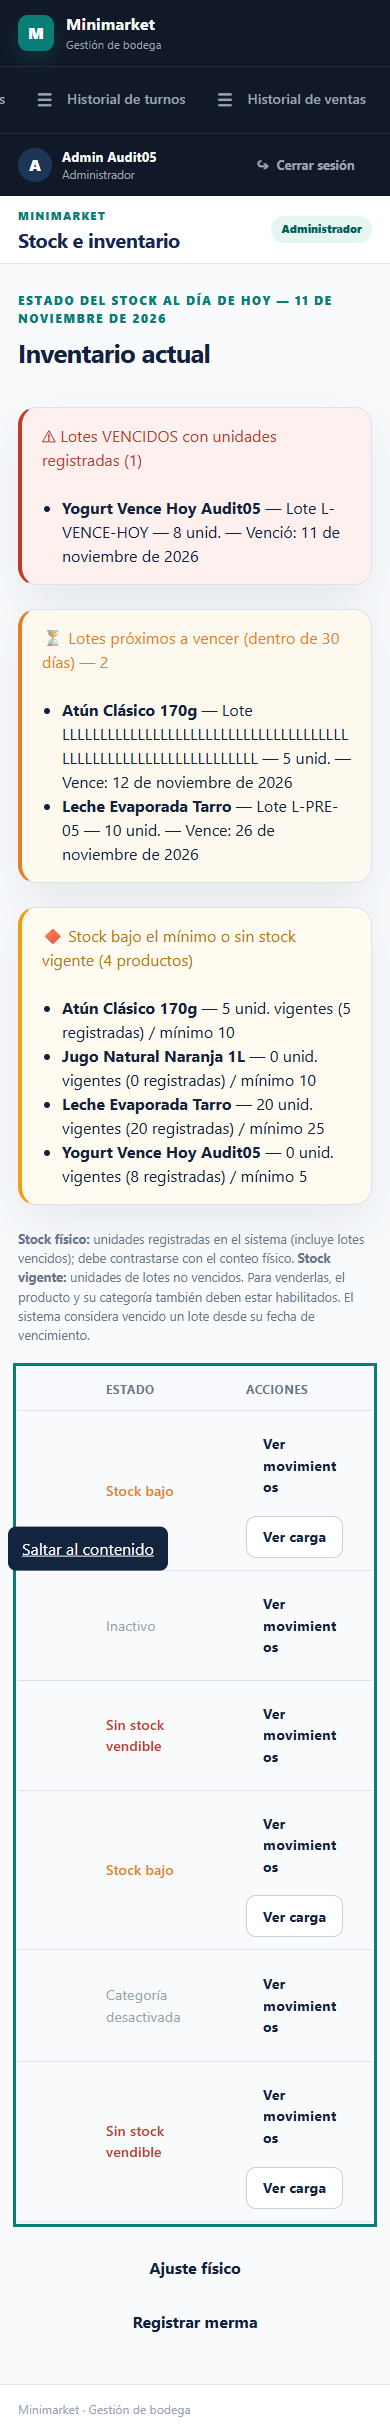 M
Minimarket
Gestión de bodega
s
Historial de turnos
Historial de ventas
A
Admin Audit05
Administrador
Cerrar sesión
MINIMARKET
Stock e inventario
Administrador
ESTADO DEL STOCK AL DÍA DE HOY — 11 DE
NOVIEMBRE DE 2026
Inventario actual
⚠ Lotes VENCIDOS con unidades
registradas (1)
Yogurt Vence Hoy Audit05 — Lote L-
VENCE-HOY — 8 unid. — Venció: 11 de
noviembre de 2026
⏳ Lotes próximos a vencer (dentro de 30
días) — 2
Atún Clásico 170g — Lote
LLLLLLLLLLLLLLLLLLLLLLLLLLLLLLLLLLLLLL
LLLLLLLLLLLLLLLLLLLLLLLLLL — 5 unid. —
Vence: 12 de noviembre de 2026
Leche Evaporada Tarro — Lote L-PRE-
05 — 10 unid. — Vence: 26 de
noviembre de 2026
♦ Stock bajo el mínimo o sin stock
vigente (4 productos)
Atún Clásico 170g — 5 unid. vigentes (5
registradas) / mínimo 10
Jugo Natural Naranja 1L — 0 unid.
vigentes (0 registradas) / mínimo 10
Leche Evaporada Tarro — 20 unid.
vigentes (20 registradas) / mínimo 25
Yogurt Vence Hoy Audit05 — 0 unid.
vigentes (8 registradas) / mínimo 5
Stock físico: unidades registradas en el sistema (incluye lotes
vencidos); debe contrastarse con el conteo físico. Stock
vigente: unidades de lotes no vencidos. Para venderlas, el
producto y su categoría también deben estar habilitados. El
sistema considera vencido un lote desde su fecha de
vencimiento.
ESTADO
ACCIONES
Stock bajo
Ver
movimient
os
Ver carga
Saltar al contenido
Inactivo
Ver
movimient
os
Sin stock
vendible
Ver
movimient
os
Stock bajo
Ver
movimient
os
Ver carga
Categoría
desactivada
Ver
movimient
os
Sin stock
vendible
Ver
movimient
os
Ver carga
Ajuste físico
Registrar merma
Minimarket · Gestión de bodega